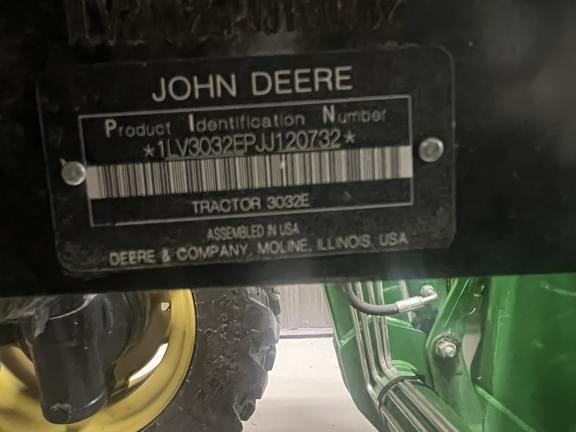 JOHN DEERE
Product Identification Number
*1LV3032EPJJ120732*
TRACTOR 3032E
ASSEMBLED IN USA
DEERE & COMPANY, MOLINE, ILLINOIS, USA